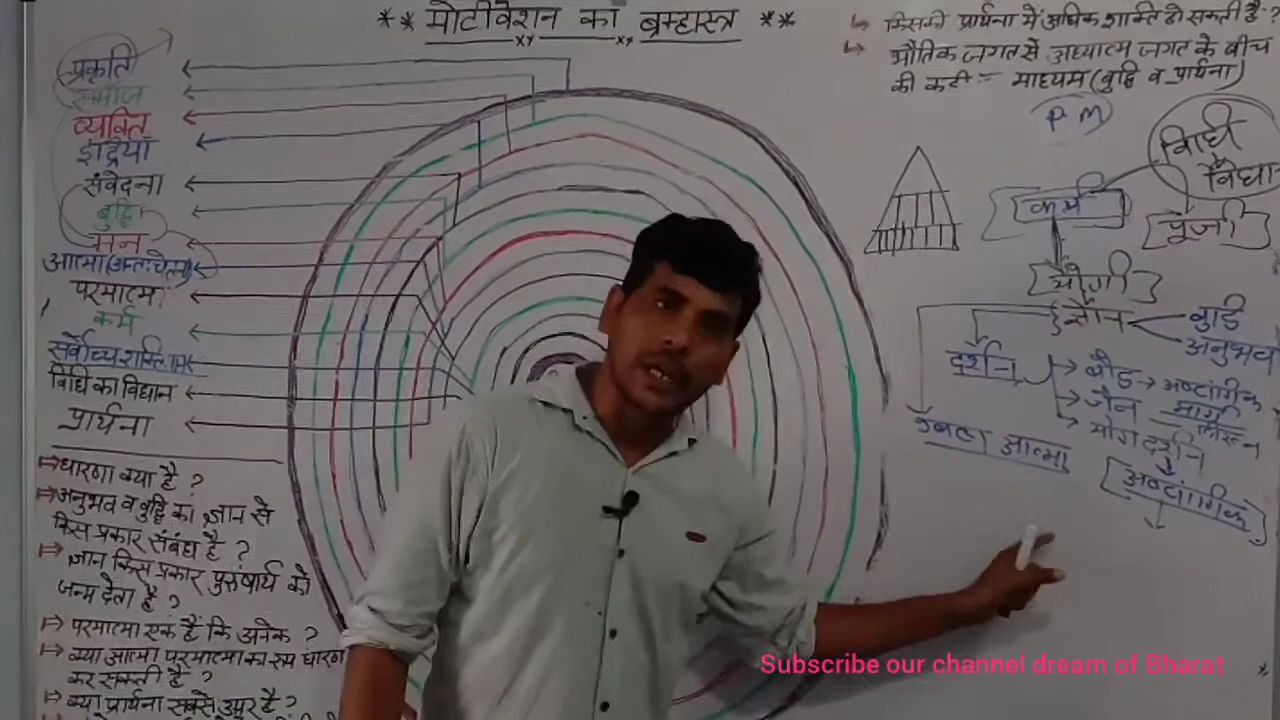 ** मोटीवेशन का ब्रम्हास्त्र **
प्रकृति
समाज
व्यक्ति
इंद्रियाँ
संवेदना
बुद्धि
मन
आत्मा(अन्तःचेतना)
परमात्मा
कर्म
सर्वोच्च शक्तिमान
विधि का विधान
प्रार्थना
धारणा क्या है ?
अनुभव व बुद्धि का ज्ञान से
किस प्रकार संबंध है ?
ज्ञान किस प्रकार पुरुषार्थ को
जन्म देता है ?
परमात्मा एक है कि अनेक ?
क्या आत्मा परमात्मा का रूप धारण
कर सकती है ?
क्या प्रार्थना सबसे उपर है ?
किसकी प्रार्थना में अधिक शक्ति हो सकती है ?
भौतिक जगत से अध्यात्म जगत के बीच
की कड़ी :- माध्यम (बुद्धि व प्रार्थना)
P M
विधी
विधान
कर्म
पूंजी
योगी
ज्ञान
बुद्धि
अनुभव
दर्शन
बौद्ध → अष्टांगिक
मार्ग
जैन
योग दर्शन
आत्मा
अष्टांगिक
Subscribe our channel dream of Bharat